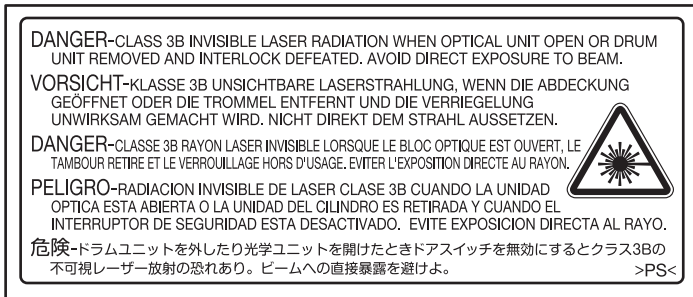 DANGER-CLASS 3B INVISIBLE LASER RADIATION WHEN OPTICAL UNIT OPEN OR DRUM
UNIT REMOVED AND INTERLOCK DEFEATED. AVOID DIRECT EXPOSURE TO BEAM.
VORSICHT-KLASSE 3B UNSICHTBARE LASERSTRAHLUNG, WENN DIE ABDECKUNG
GEÖFFNET ODER DIE TROMMEL ENTFERNT UND DIE VERRIEGELUNG
UNWIRKSAM GEMACHT WIRD. NICHT DIREKT DEM STRAHL AUSSETZEN.
DANGER-CLASSE 3B RAYON LASER INVISIBLE LORSQUE LE BLOC OPTIQUE EST OUVERT, LE
TAMBOUR RETIRE ET LE VERROUILLAGE HORS D'USAGE. EVITER L'EXPOSITION DIRECTE AU RAYON.
PELIGRO-RADIACION INVISIBLE DE LASER CLASE 3B CUANDO LA UNIDAD
OPTICA ESTA ABIERTA O LA UNIDAD DEL CILINDRO ES RETIRADA Y CUANDO EL
INTERRUPTOR DE SEGURIDAD ESTA DESACTIVADO. EVITE EXPOSICION DIRECTA AL RAYO.
危険-ドラムユニットを外したり光学ユニットを開けたときドアスイッチを無効にするとクラス3Bの
不可視レーザー放射の恐れあり。ビームへの直接暴露を避けよ。 >PS<